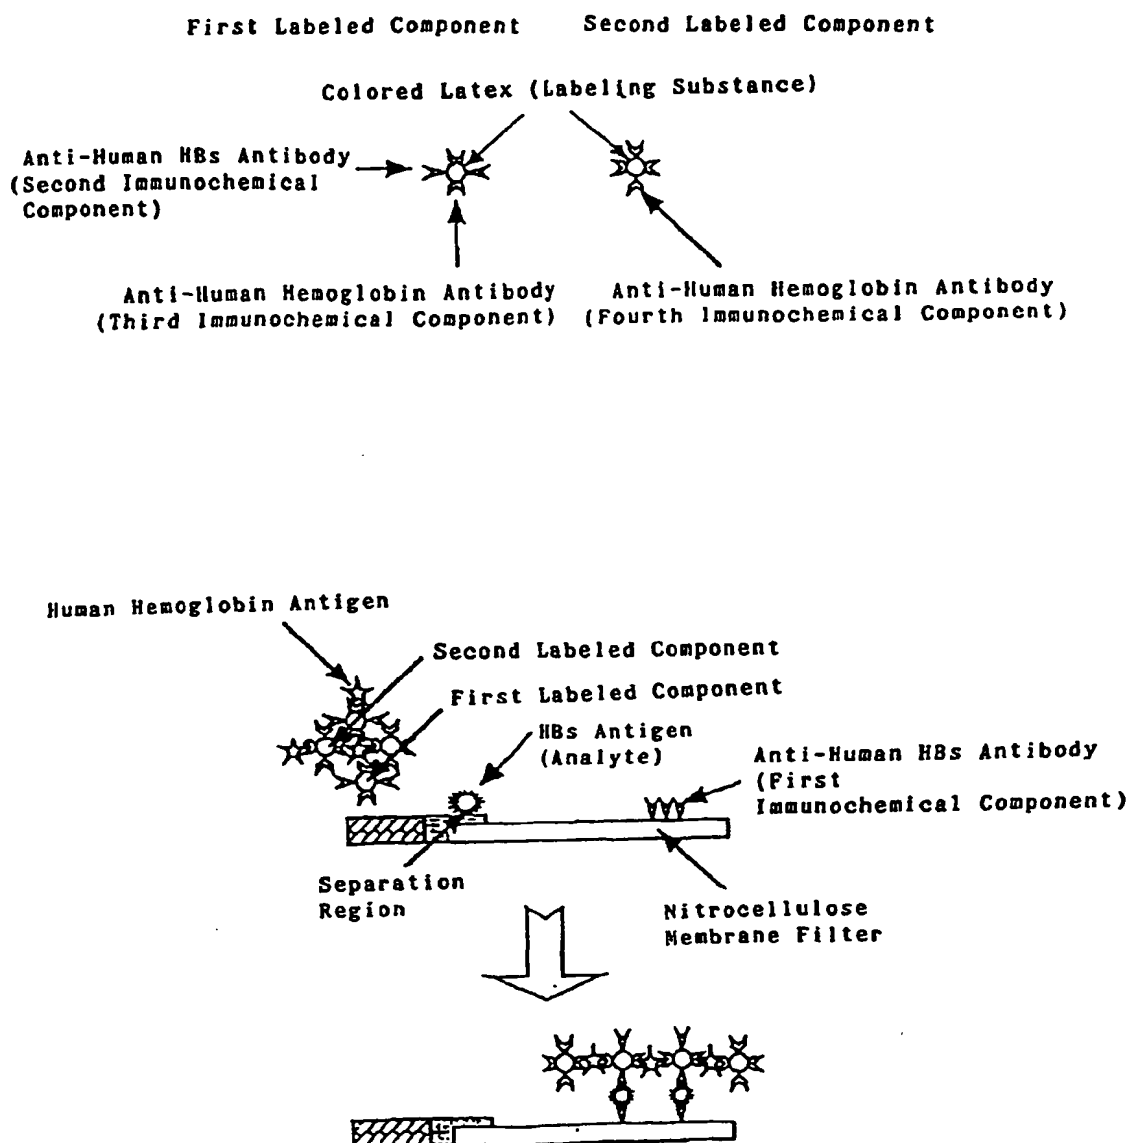 First Labeled Component Second Labeled Component
Colored Latex (Labeling Substance)
Anti-Human HBs Antibody
(Second Immunochemical
Component)
Anti-Human Hemoglobin Antibody
(Third Immunochemical Component)
Anti-Human Hemoglobin Antibody
(Fourth Immunochemical Component)
Human Hemoglobin Antigen
Second Labeled Component
First Labeled Component
HBs Antigen
(Analyte)
Anti-Human HBs Antibody
(First
Immunochemical Component)
Separation
Region
Nitrocellulose
Membrane Filter